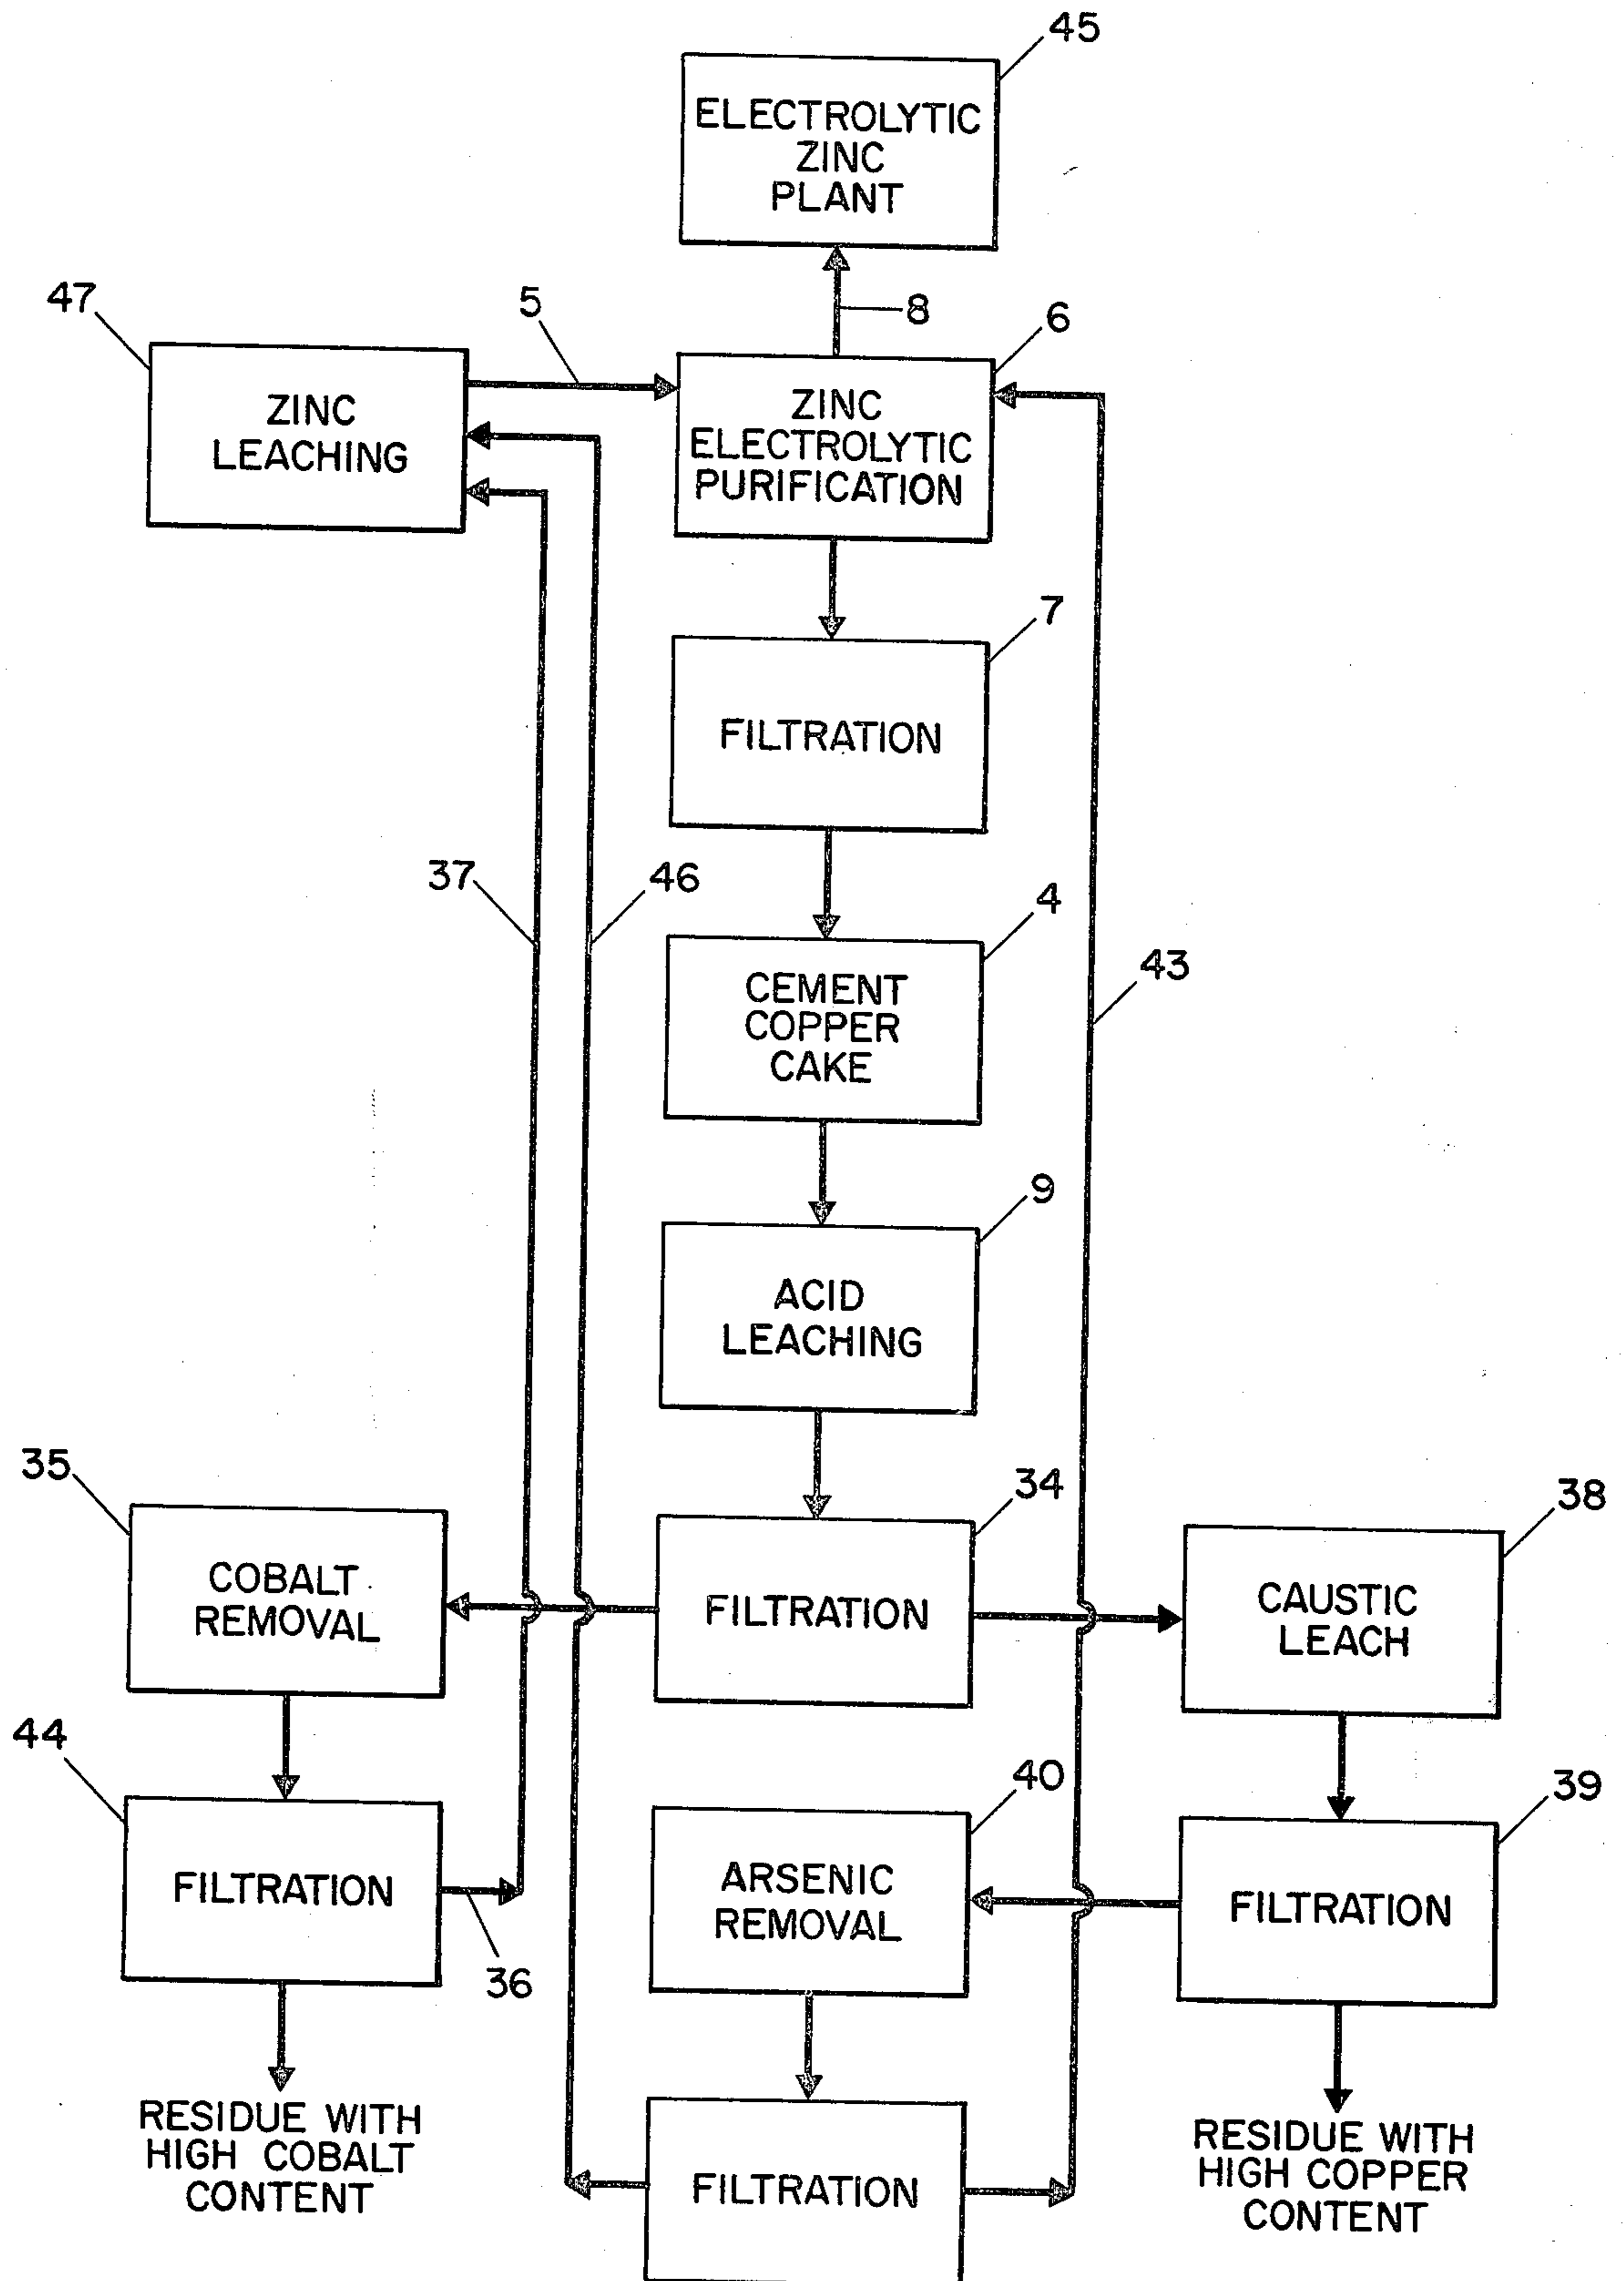 45
ELECTROLYTIC
ZINC
PLANT
47
5
8
6
ZINC
LEACHING
ZINC
ELECTROLYTIC
PURIFICATION
7
FILTRATION
37
46
4
43
CEMENT
COPPER
CAKE
9
ACID
LEACHING
35
34
38
COBALT
REMOVAL
FILTRATION
CAUSTIC
LEACH
44
40
39
FILTRATION
36
ARSENIC
REMOVAL
FILTRATION
RESIDUE WITH
HIGH COBALT
CONTENT
FILTRATION
RESIDUE WITH
HIGH COPPER
CONTENT